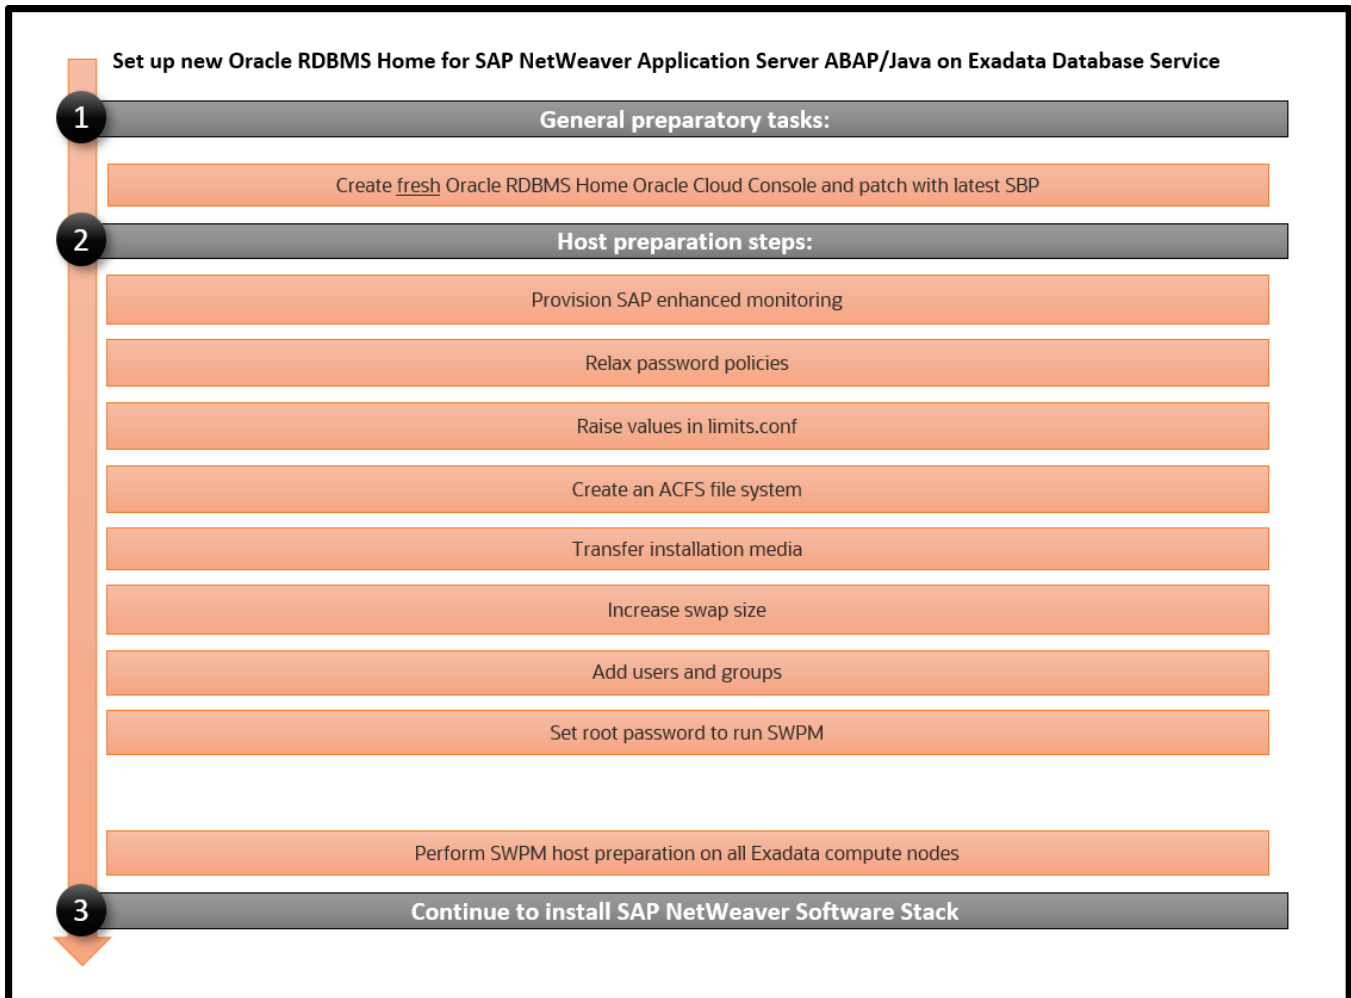 Set up new Oracle RDBMS Home for SAP NetWeaver Application Server ABAP/Java on Exadata Database Service
1
General preparatory tasks:
Create fresh Oracle RDBMS Home Oracle Cloud Console and patch with latest SBP
2
Host preparation steps:
Provision SAP enhanced monitoring
Relax password policies
Raise values in limits.conf
Create an ACFS file system
Transfer installation media
Increase swap size
Add users and groups
Set root password to run SWPM
Perform SWPM host preparation on all Exadata compute nodes
3
Continue to install SAP NetWeaver Software Stack